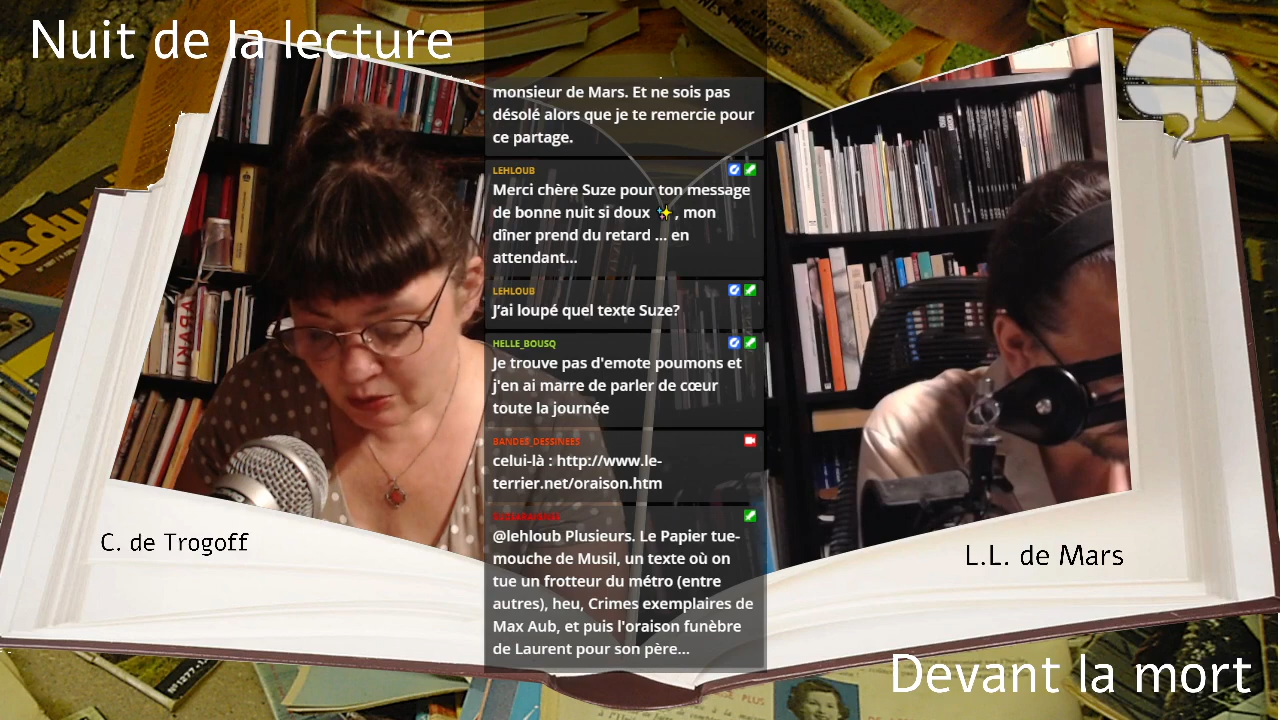 Nuit de la lecture
monsieur de Mars. Et ne sois pas
désolé alors que je te remercie pour
ce partage.
LEHLOUB
Merci chère Suze pour ton message
de bonne nuit si doux ✨, mon
dîner prend du retard ... en
attendant...
LEHLOUB
J'ai loupé quel texte Suze?
HELLE_BOUSQ
Je trouve pas d'emote poumons et
j'en ai marre de parler de cœur
toute la journée
BANDES_DESSINEES
celui-là : http://www.le-
terrier.net/oraison.htm
@lehloub Plusieurs. Le Papier tue-
mouche de Musil, un texte où on
tue un frotteur du métro (entre
autres), heu, Crimes exemplaires de
Max Aub, et puis l'oraison funèbre
de Laurent pour son père...
ARAKI
C. de Trogoff
L.L. de Mars
Devant la mort